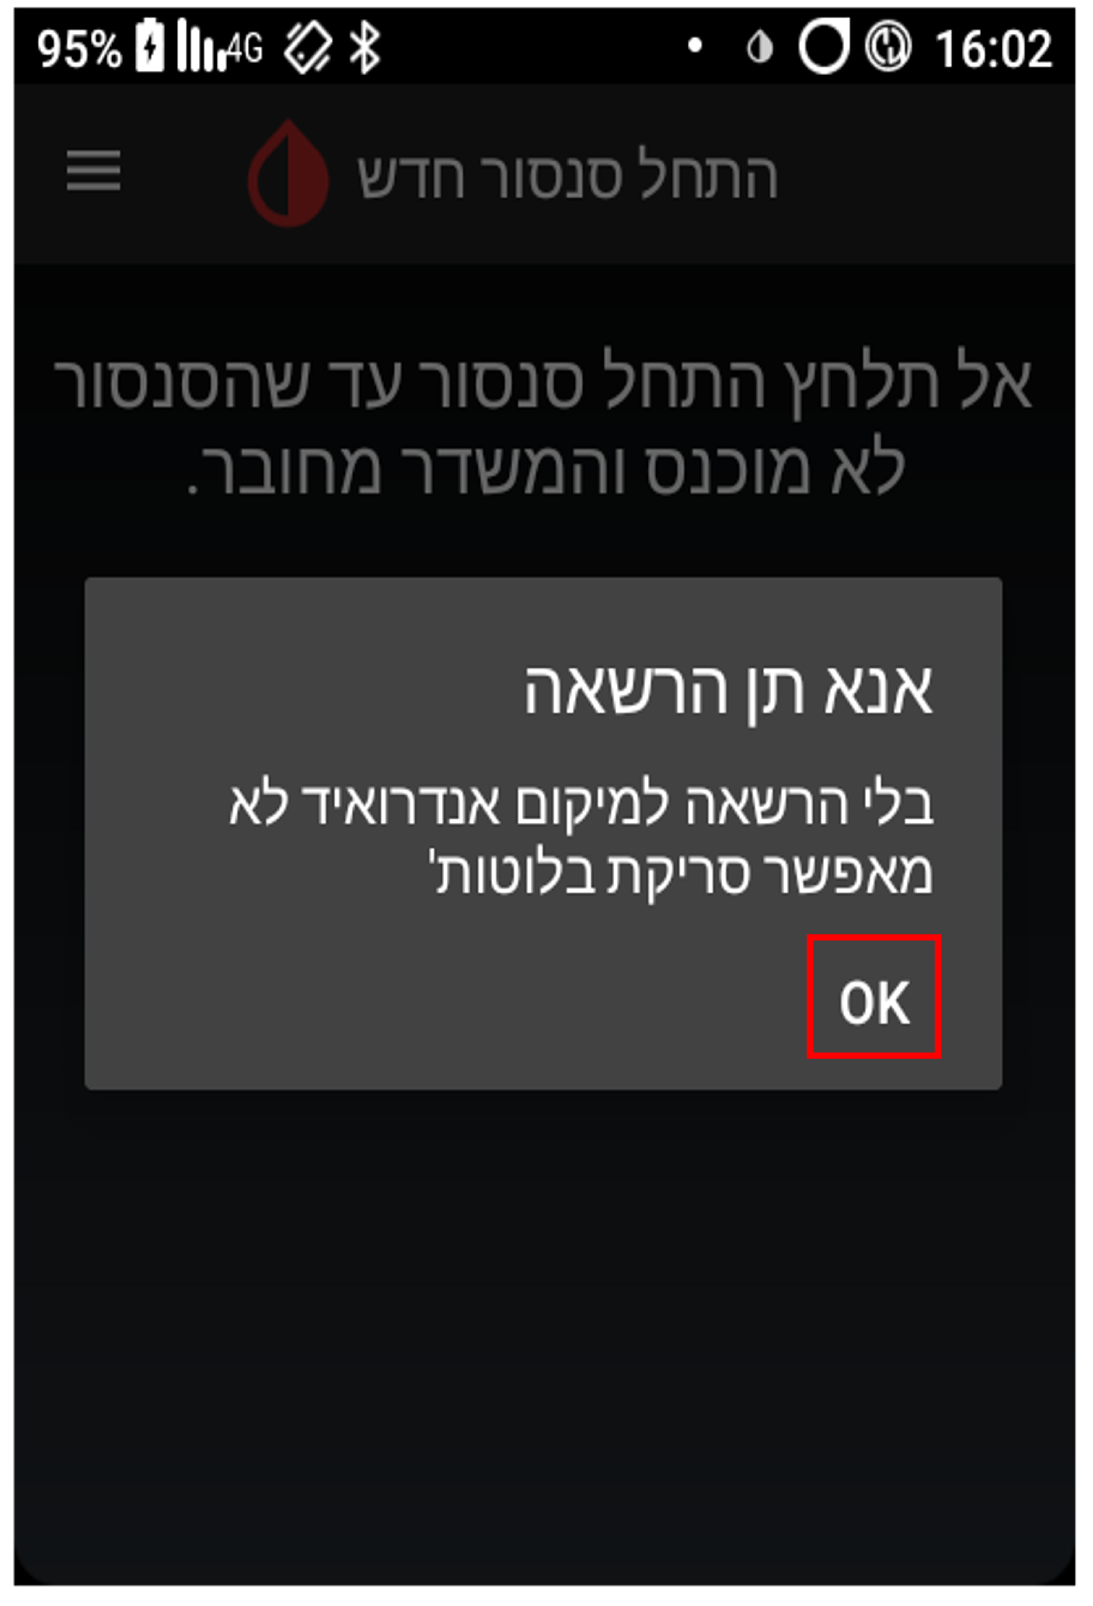 95% 4G 16:02
התחל סנסור חדש
אל תלחץ התחל סנסור עד שהסנסור
לא מוכנס והמשדר מחובר.
אנא תן הרשאה
בלי הרשאה למיקום אנדרואיד לא
מאפשר סריקת בלוטות'
OK